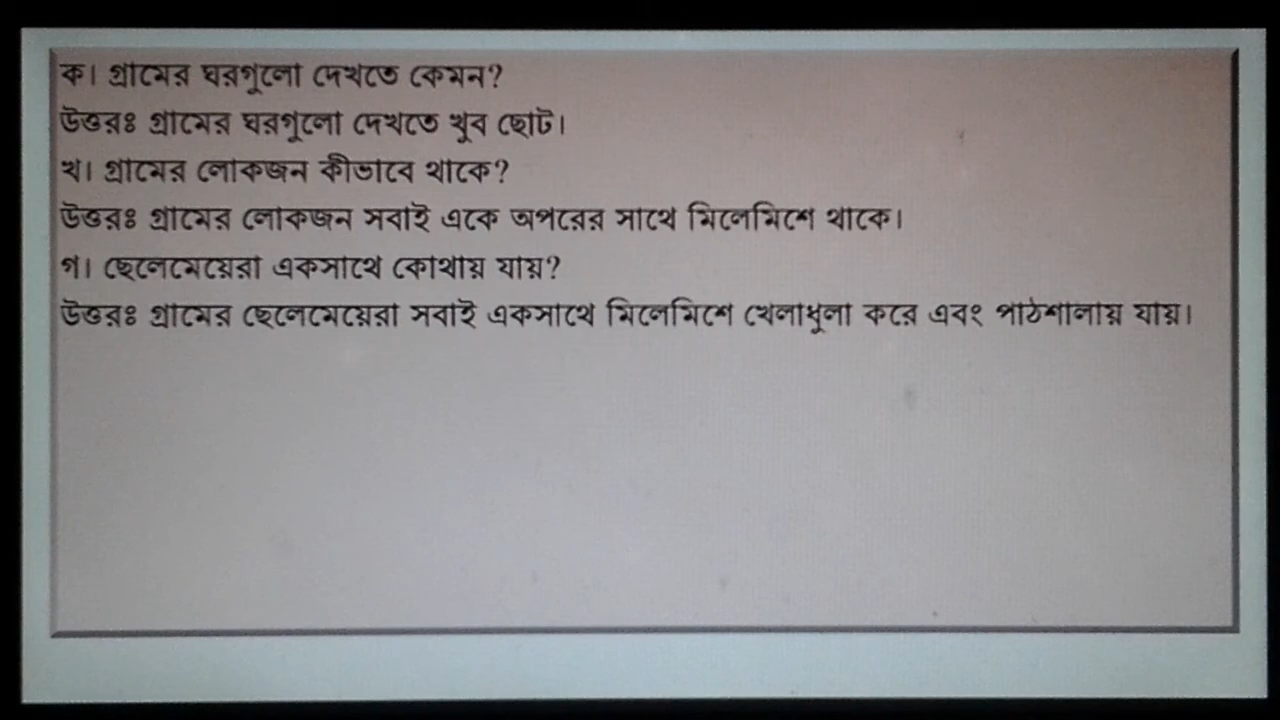 ক। গ্রামের ঘরগুলো দেখতে কেমন?
উত্তরঃ গ্রামের ঘরগুলো দেখতে খুব ছোট।
খ। গ্রামের লোকজন কীভাবে থাকে?
উত্তরঃ গ্রামের লোকজন সবাই একে অপরের সাথে মিলেমিশে থাকে।
গ। ছেলেমেয়েরা একসাথে কোথায় যায়?
উত্তরঃ গ্রামের ছেলেমেয়েরা সবাই একসাথে মিলেমিশে খেলাধুলা করে এবং পাঠশালায় যায়।